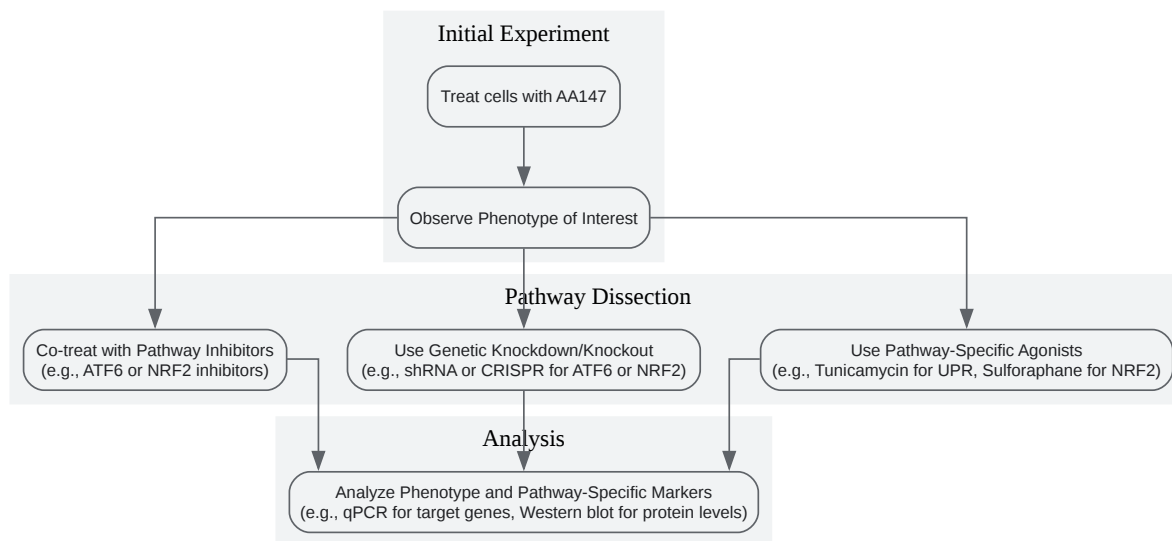 Initial Experiment
Treat cells with AA147
Observe Phenotype of Interest
Pathway Dissection
Co-treat with Pathway Inhibitors
(e.g., ATF6 or NRF2 inhibitors)
Use Genetic Knockdown/Knockout
(e.g., shRNA or CRISPR for ATF6 or NRF2)
Use Pathway-Specific Agonists
(e.g., Tunicamycin for UPR, Sulforaphane for NRF2)
Analysis
Analyze Phenotype and Pathway-Specific Markers
(e.g., qPCR for target genes, Western blot for protein levels)